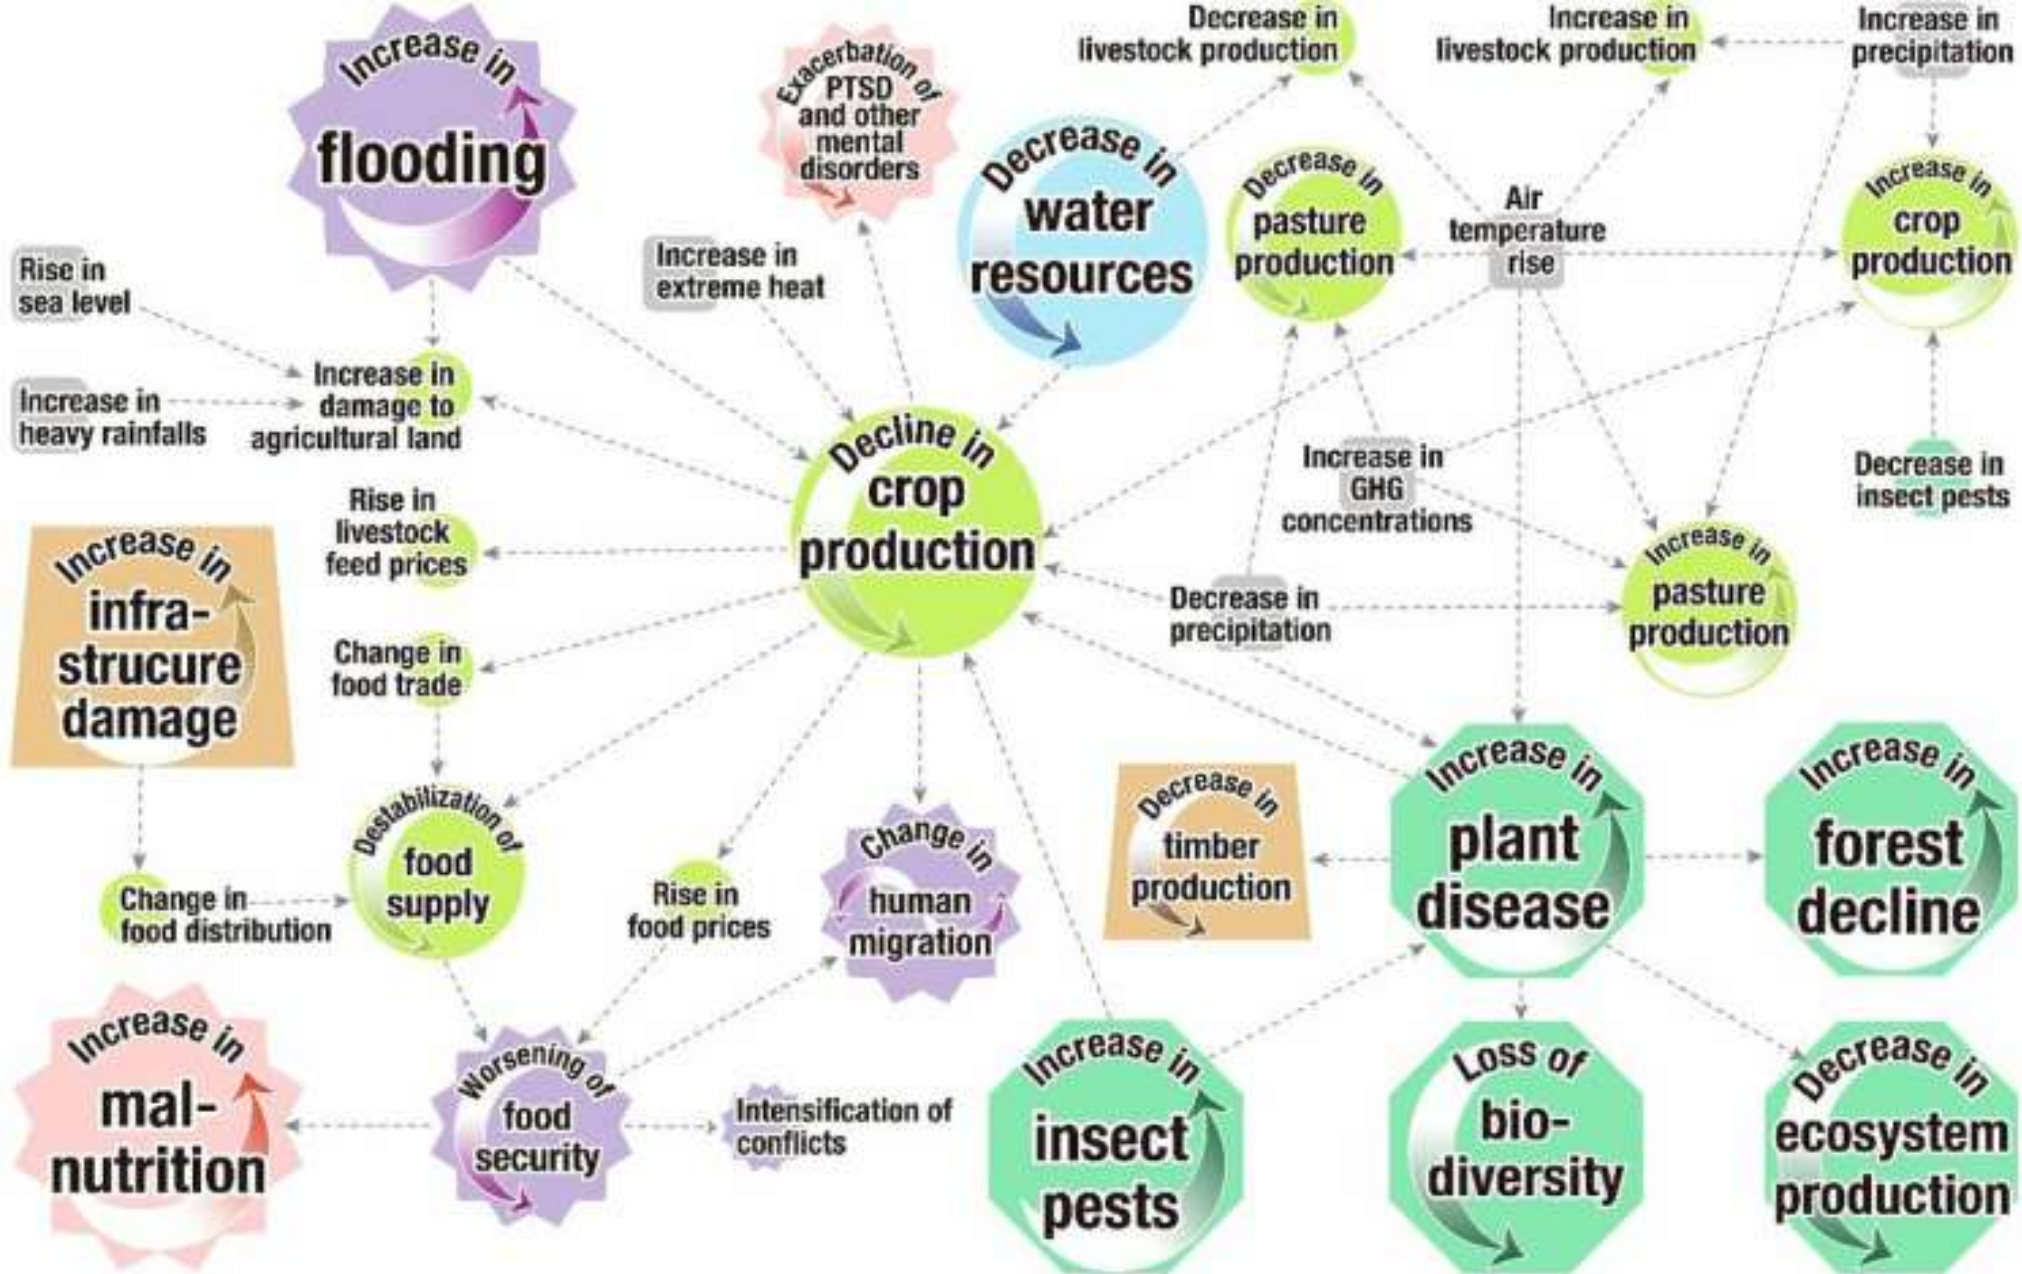 Increase in
flooding
Exacerbation of
PTSD
and other
mental
disorders
Decrease in
livestock production
Increase in
livestock production
Increase in
precipitation
Decrease in
water
resources
Decrease in
pasture
production
Air
temperature
rise
Increase in
crop
production
Rise in
sea level
Increase in
extreme heat
Increase in
heavy rainfalls
Increase in
damage to
agricultural land
Decline in
crop
production
Increase in
GHG
concentrations
Decrease in
insect pests
Rise in
livestock
feed prices
Increase in
infra-
strucure
damage
Change in
food trade
Decrease in
precipitation
Increase in
pasture
production
Destabilization of
food
supply
Change in
food distribution
Rise in
food prices
Change in
human
migration
Decrease in
timber
production
Increase in
plant
disease
Increase in
forest
decline
Increase in
mal-
nutrition
Worsening of
food
security
Intensification of
conflicts
Increase in
insect
pests
Loss of
bio-
diversity
Decrease in
ecosystem
production